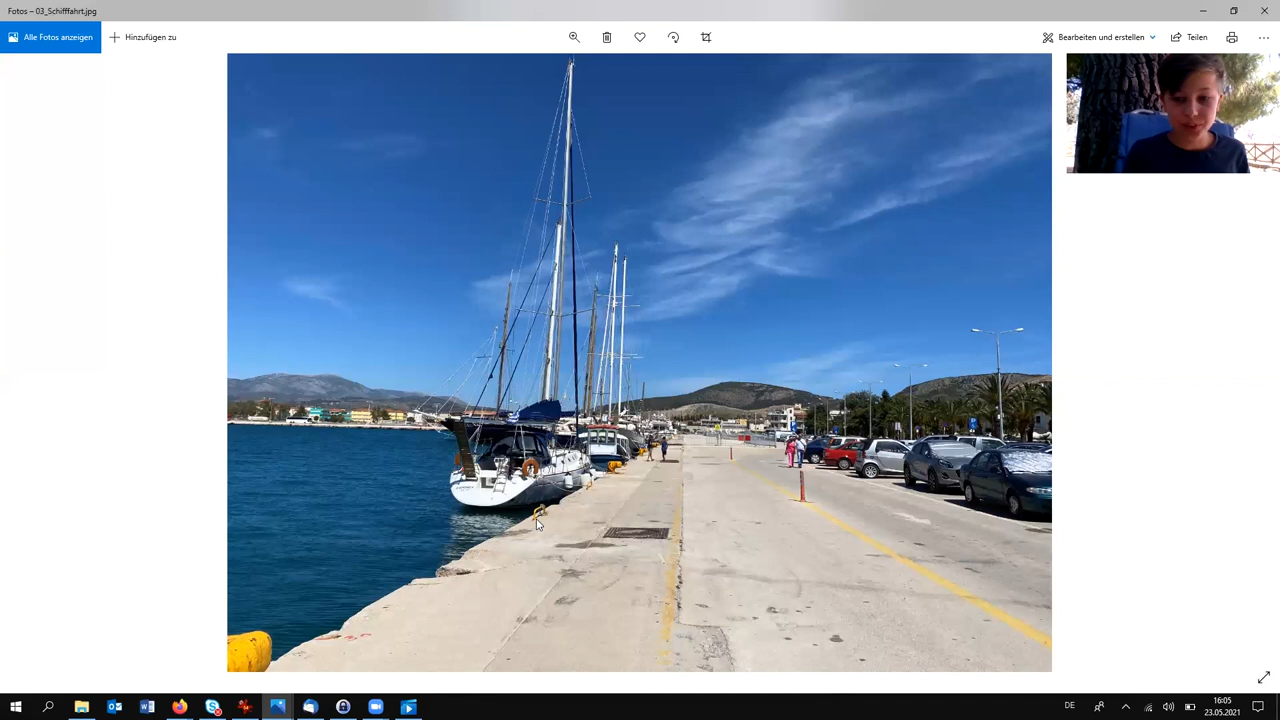 Fotos – 03_Schifffahrt.jpg
Alle Fotos anzeigen
Hinzufügen zu
Bearbeiten und erstellen
Teilen
DE
16:05
23.05.2021